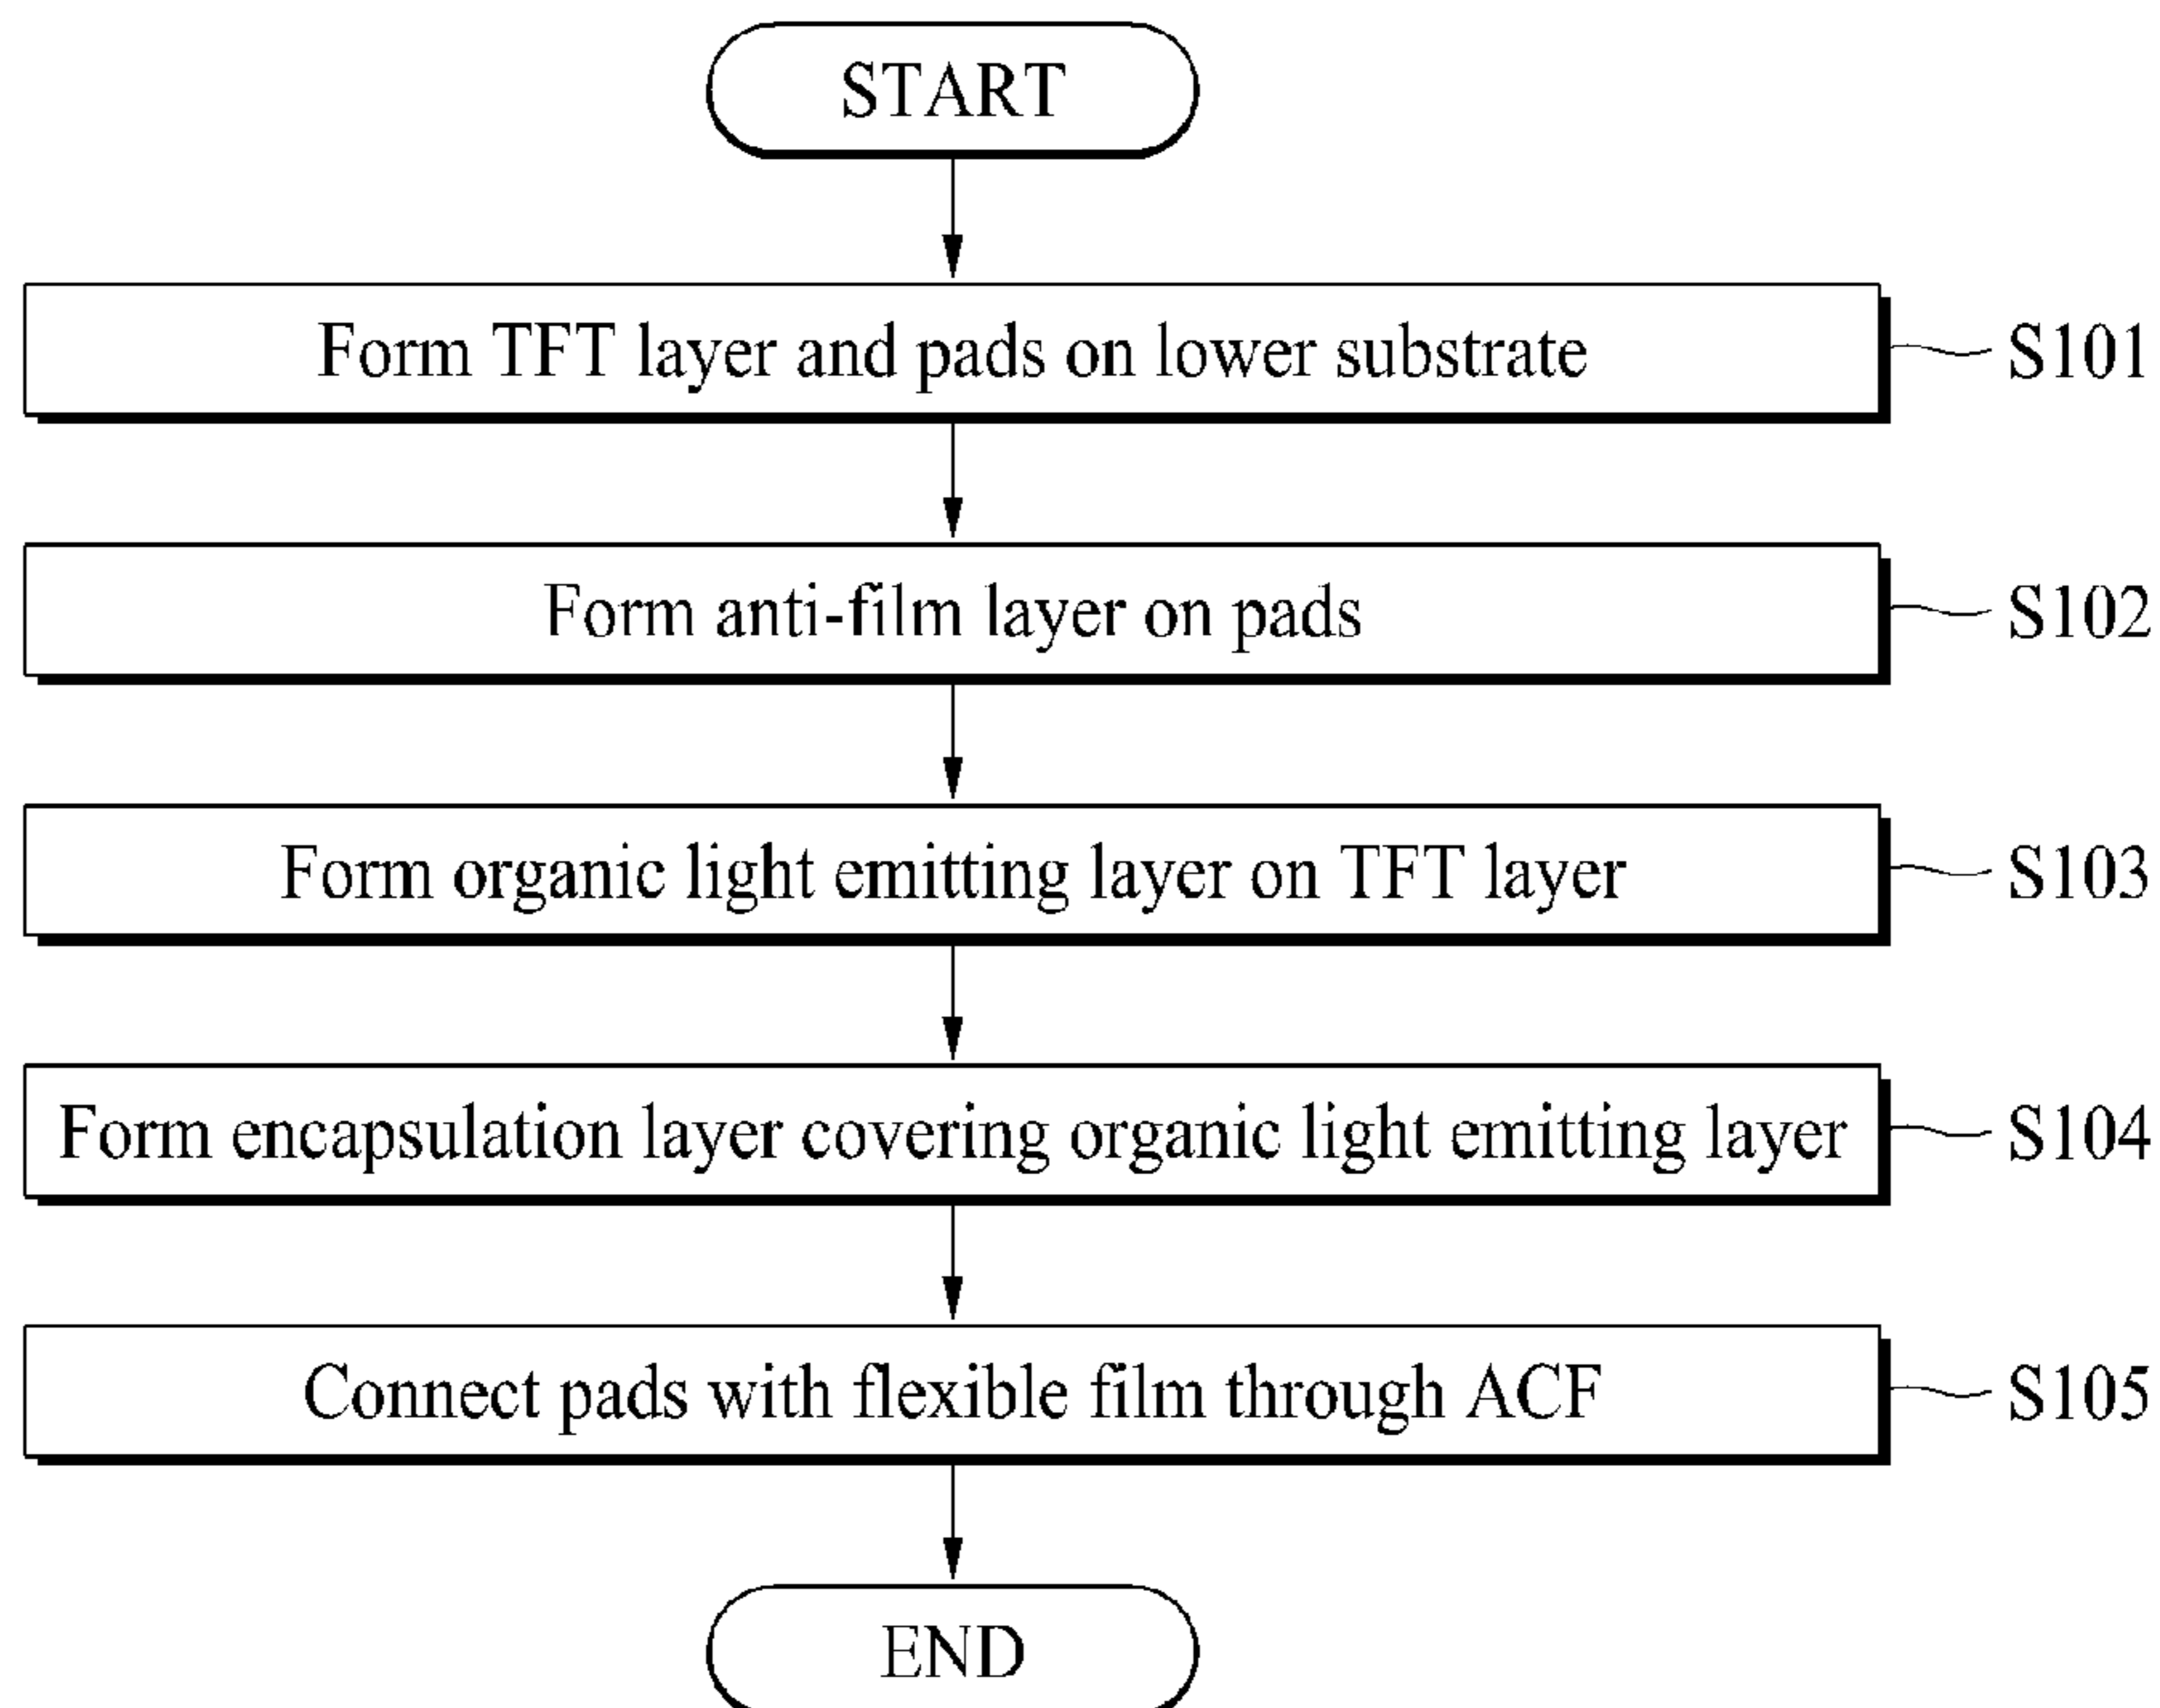 START
Form TFT layer and pads on lower substrate
S101
Form anti-film layer on pads
S102
Form organic light emitting layer on TFT layer
S103
Form encapsulation layer covering organic light emitting layer
S104
Connect pads with flexible film through ACF
S105
END